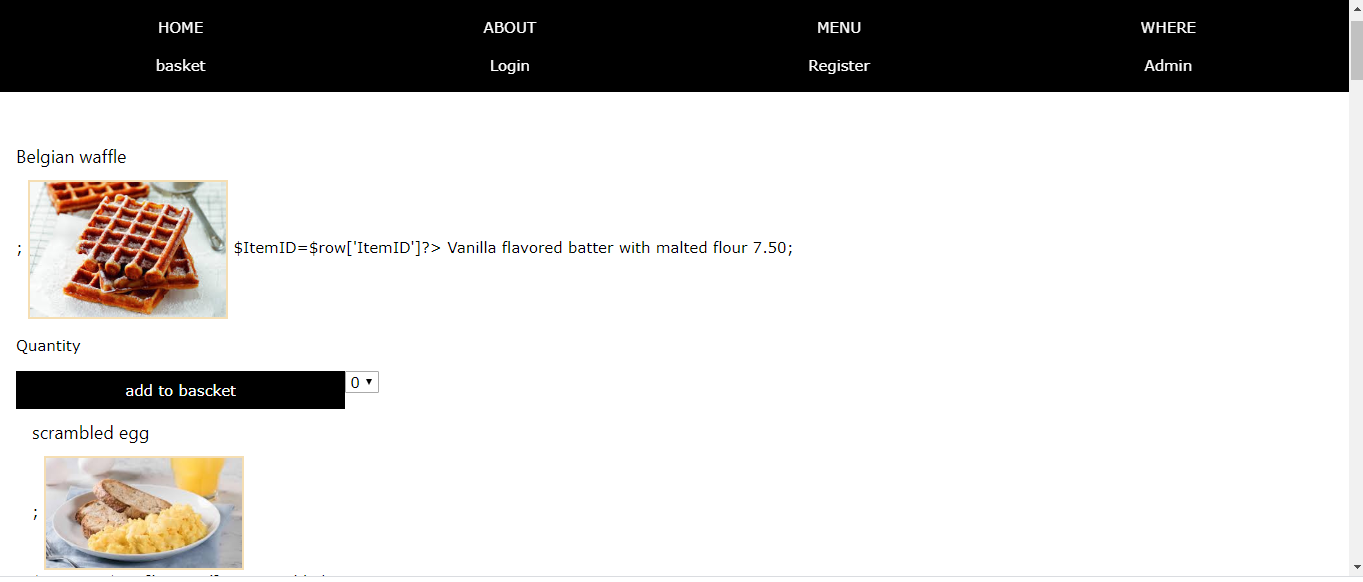 HOME ABOUT MENU WHERE
basket Login Register Admin
Belgian waffle
; $ItemID=$row['ItemID']?> Vanilla flavored batter with malted flour 7.50;
Quantity
add to bascket 0
scrambled egg
;